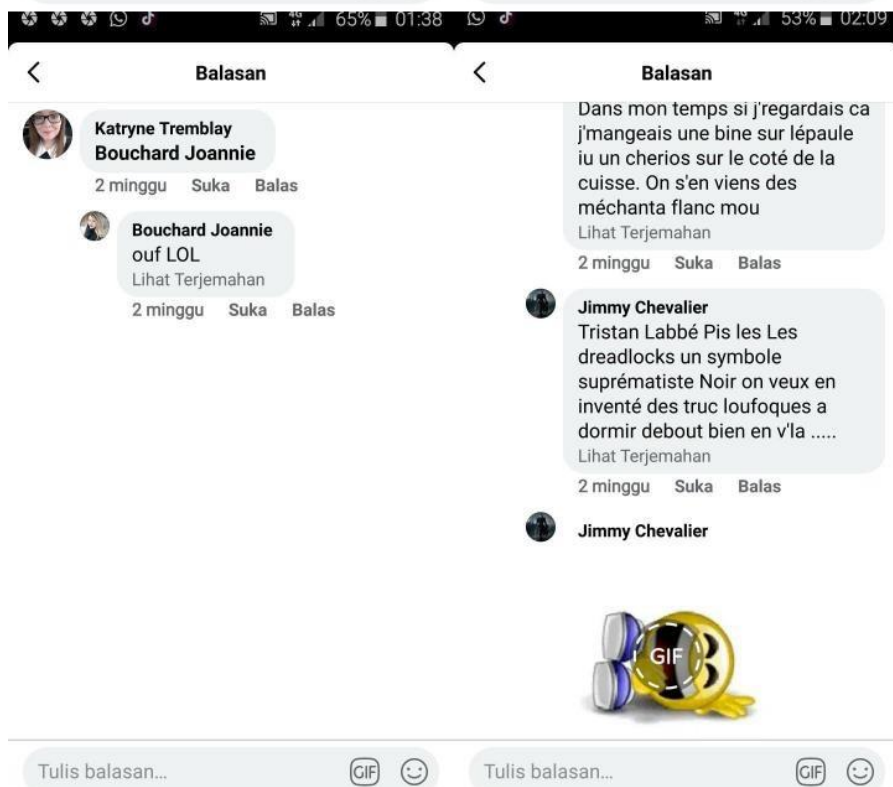 4G 65% 01:38
Balasan
Katryne Tremblay
Bouchard Joannie
2 minggu Suka Balas
Bouchard Joannie
ouf LOL
Lihat Terjemahan
2 minggu Suka Balas
Tulis balasan...
GIF
4G 53% 02:09
Balasan
Dans mon temps si j'regardais ca
j'mangeais une bine sur lépaule
iu un cherios sur le coté de la
cuisse. On s'en viens des
méchanta flanc mou
Lihat Terjemahan
2 minggu Suka Balas
Jimmy Chevalier
Tristan Labbé Pis les Les
dreadlocks un symbole
suprématiste Noir on veux en
inventé des truc loufoques a
dormir debout bien en v'la .....
Lihat Terjemahan
2 minggu Suka Balas
Jimmy Chevalier
GIF
Tulis balasan...
GIF